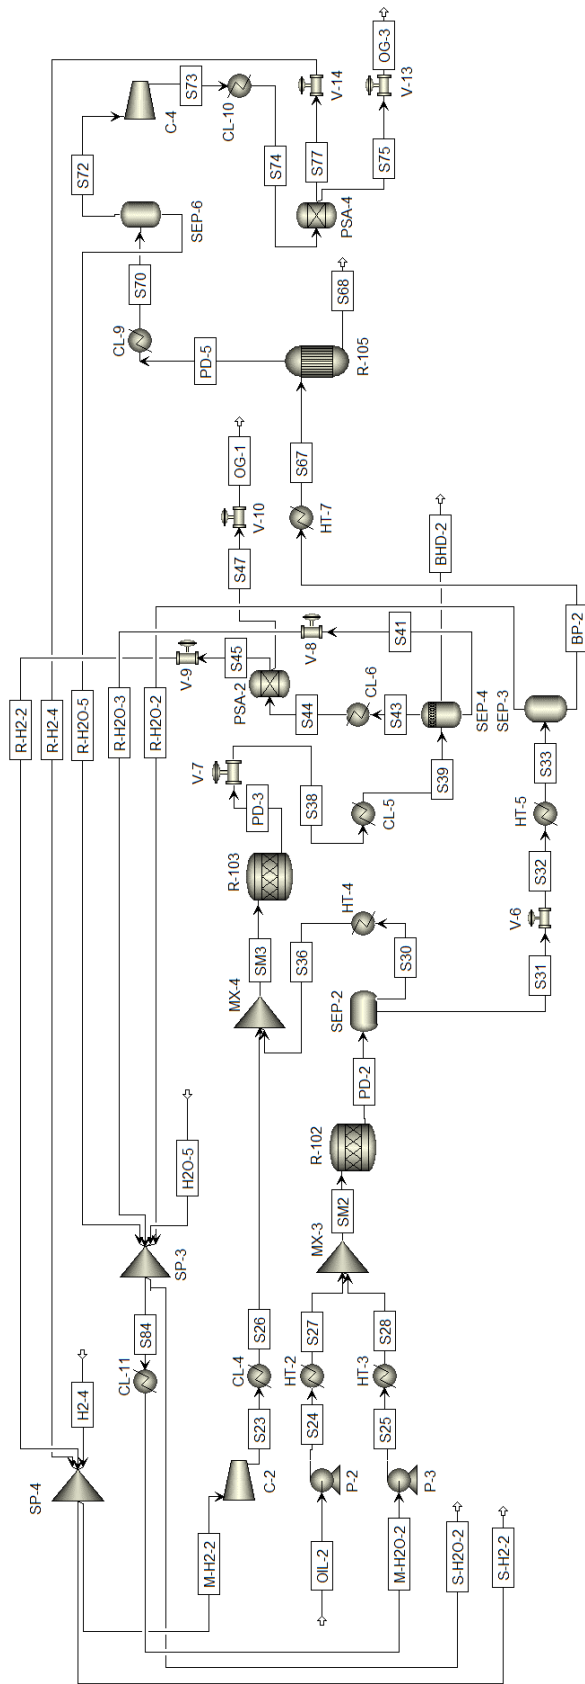 R-H2-2
SP-4
R-H2-4
H2-4
R-H2O-5
S72
R-H2O-3
CL-11
S84
CL-9
S70
C-4
SP-3
R-H2O-2
SEP-6
S73
H2O-5
V-9
PD-5
CL-10
M-H2-2
V-7
S45
S47
V-10
OG-1
S74
C-2
S23
CL-4
S26
MX-4
SM3
R-103
PD-3
PSA-2
S67
HT-7
R-105
S77
V-14
OIL-2
P-2
S24
HT-2
S27
MX-3
SM2
R-102
S36
S38
S44
V-8
S68
PSA-4
SEP-2
HT-4
CL-6
M-H2O-2
P-3
S25
HT-3
S28
PD-2
CL-5
S43
S41
S75
V-13
OG-3
S30
S39
SEP-4
BHD-2
S-H2O-2
SEP-3
S-H2-2
S31
V-6
S32
HT-5
S33
BP-2